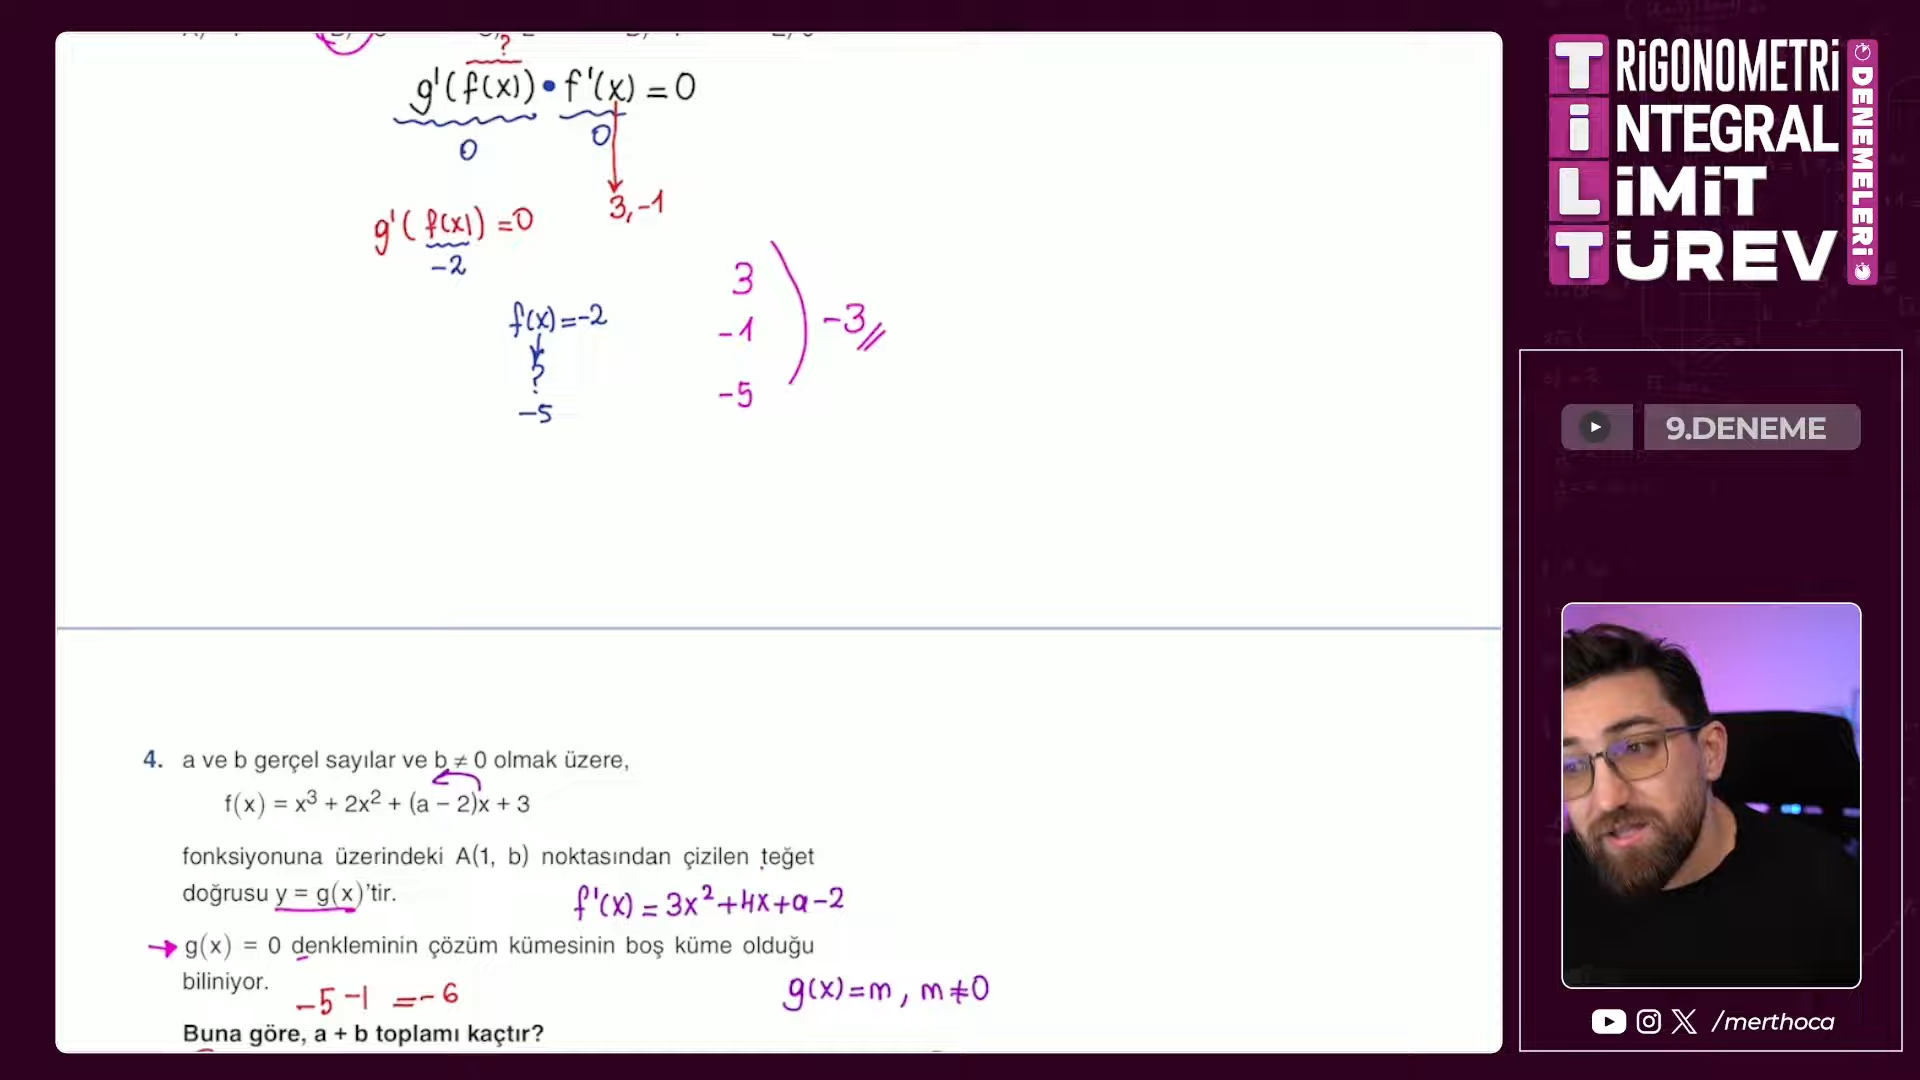 ?
g'(f(x)) • f'(x) = 0
0
0
3, -1
g'(f(x)) = 0
-2
f(x) = -2
?
-5
3
-1
-5
-3
4. a ve b gerçel sayılar ve b ≠ 0 olmak üzere,
f(x) = x³ + 2x² + (a − 2)x + 3
fonksiyonuna üzerindeki A(1, b) noktasından çizilen teğet
doğrusu y = g(x)'tir.
f'(x) = 3x² + 4x + a - 2
g(x) = 0 denkleminin çözüm kümesinin boş küme olduğu
biliniyor.
-5 -1 = -6
g(x) = m , m ≠ 0
Buna göre, a + b toplamı kaçtır?
TRiGONOMETRi
iNTEGRAL
LiMiT
TÜREV
DENEMELERi
9.DENEME
/merthoca